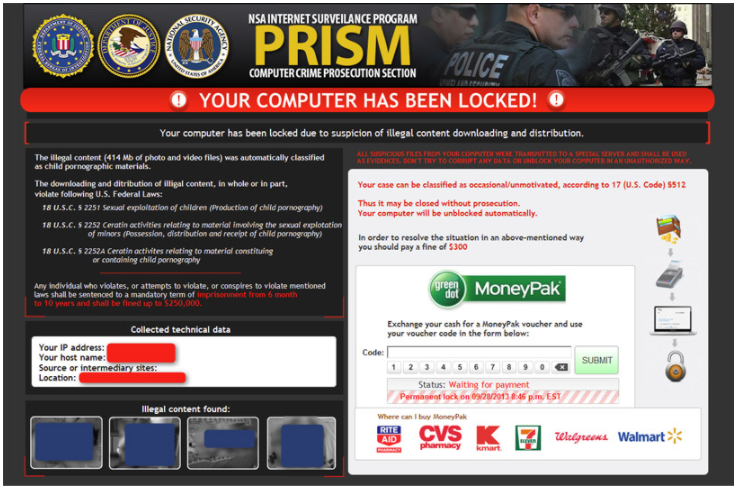 NSA INTERNET SURVEILANCE PROGRAM
PRISM
COMPUTER CRIME PROSECUTION SECTION
POLICE
YOUR COMPUTER HAS BEEN LOCKED!
Your computer has been locked due to suspicion of illegal content downloading and distribution.
The illegal content (414 Mb of photo and video files) was automatically classified
as child pornographic materials.
The downloading and ditribution of illigal content, in whole or in part,
violate following U.S. Federal Laws:
18 U.S.C. § 2251 Sexual exploitation of children (Production of child pornography)
18 U.S.C. § 2252 Ceratin activities relating to material involving the sexual explotation
of minors (Possession, distribution and receipt of child pornography)
18 U.S.C. § 2252A Ceratin activites relating to material constituing
or containing child pornography
Any individual who violates, or attempts to violate, or conspires to violate mentioned
laws shall be sentenced to a mandatory term of imprisonment from 6 month
to 10 years and shall be fined up to $250,000.
Collected technical data
Your IP address:
Your host name:
Source or intermediary sites:
Location:
Illegal content found:
ALL SUSPICIOUS FILES FROM YOUR COMPUTER WERE TRANSMITTED TO A SPECIAL SERVER AND SHALL BE USED
AS EVIDENCES. DON'T TRY TO CORRUPT ANY DATA OR UNBLOCK YOUR COMPUTER IN AN UNAUTHORIZED WAY.
Your case can be classified as occasional/unmotivated, according to 17 (U.S. Code) §512
Thus it may be closed without prosecution.
Your computer will be unblocked automatically.
In order to resolve the situation in an above-mentioned way
you should pay a fine of $300
green dot MoneyPak
Exchange your cash for a MoneyPak voucher and use
your voucher code in the form below:
Code:
1 2 3 4 5 6 7 8 9 0
SUBMIT
Status: Waiting for payment
Permanent lock on 09/28/2013 8:46 p.m. EST
Where can I buy MoneyPak
RITE AID PHARMACY
CVS pharmacy
K kmart.
7 ELEVEN
Walgreens
Walmart